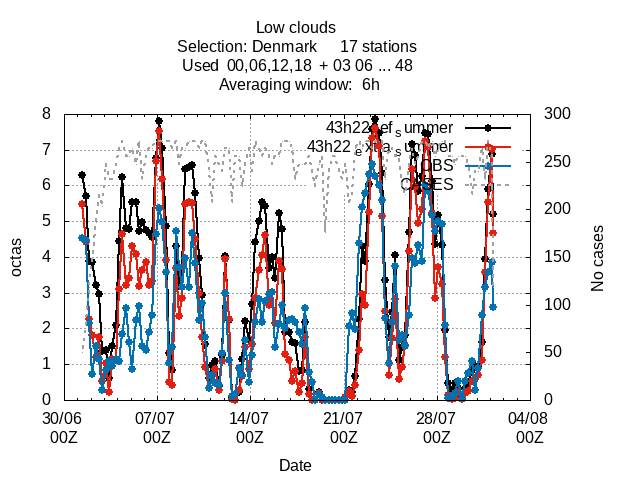 Low clouds
Selection: Denmark 17 stations
Used 00,06,12,18 + 03 06 ... 48
Averaging window: 6h
8
7
6
5
4
3
2
1
0
octas
300
250
200
150
100
50
0
No cases
43h22_ef_summer
43h22_extra_summer
OBS
CASES
30/06 00Z
07/07 00Z
14/07 00Z
21/07 00Z
28/07 00Z
04/08 00Z
Date